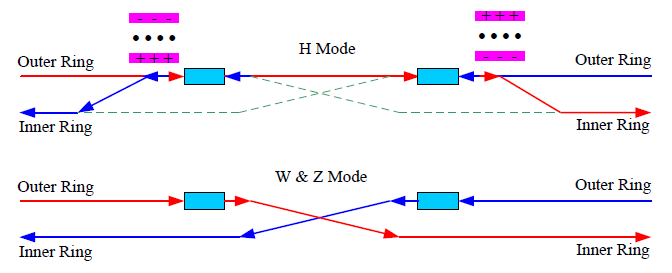 - - -
+ + +
+ + +
- - -
H Mode
Outer Ring
Outer Ring
Inner Ring
Inner Ring
W & Z Mode
Outer Ring
Outer Ring
Inner Ring
Inner Ring